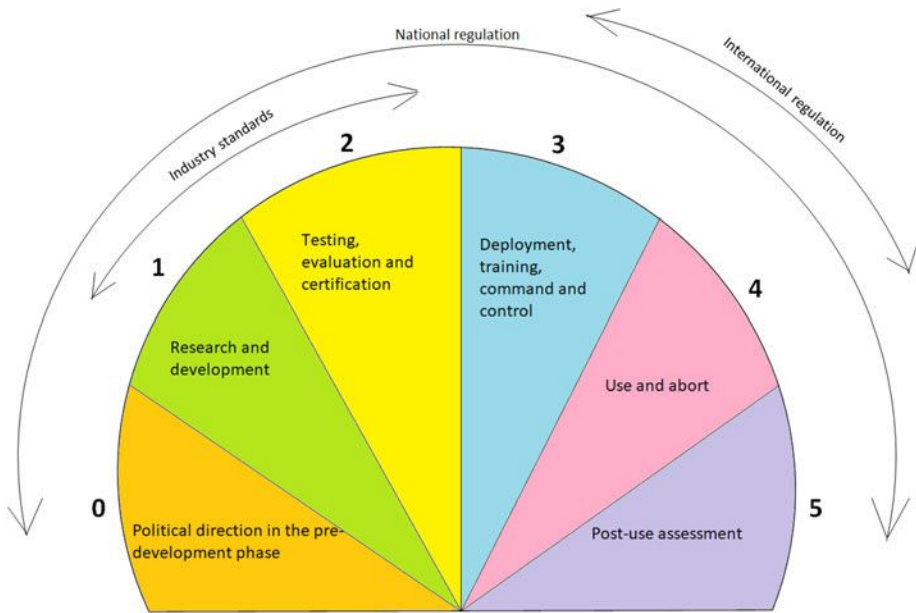 National regulation
International regulation
Industry standards
2
3
Testing,
evaluation and
certification
Deployment,
training,
command and
control
1
4
Research and
development
Use and abort
0
5
Political direction in the pre-
development phase
Post-use assessment